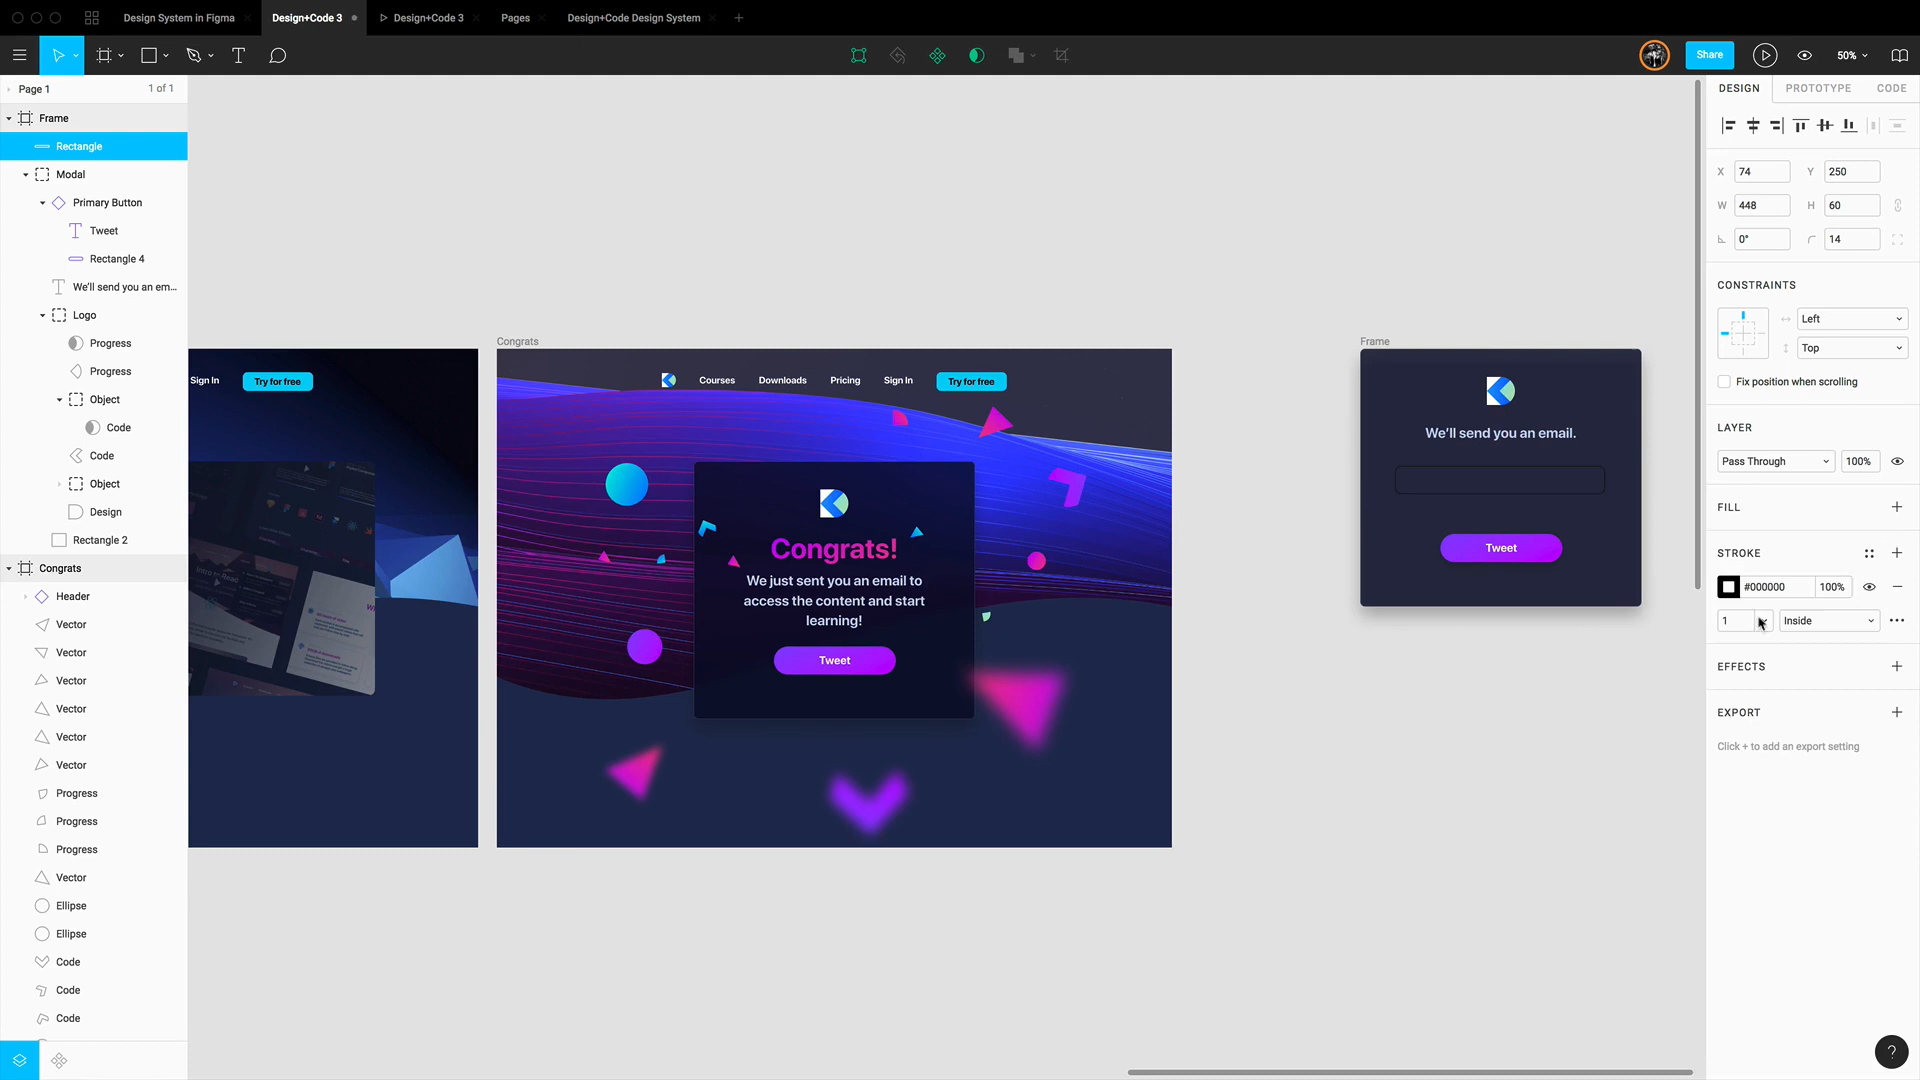 Design System in Figma
Design+Code 3
Design+Code 3
Pages
Design+Code Design System
Share
50%
Page 1
1 of 1
Frame
Rectangle
Modal
Primary Button
Tweet
Rectangle 4
We'll send you an em...
Logo
Progress
Progress
Object
Code
Code
Object
Design
Rectangle 2
Congrats
Header
Vector
Vector
Vector
Vector
Vector
Vector
Progress
Progress
Progress
Vector
Ellipse
Ellipse
Code
Code
Code
Sign In
Try for free
Congrats
Courses
Downloads
Pricing
Sign In
Try for free
Congrats!
We just sent you an email to
access the content and start
learning!
Tweet
Frame
We'll send you an email.
Tweet
DESIGN
PROTOTYPE
CODE
X 74
Y 250
W 448
H 60
0°
14
CONSTRAINTS
Left
Top
Fix position when scrolling
LAYER
Pass Through
100%
FILL
STROKE
#000000
100%
1
Inside
EFFECTS
EXPORT
Click + to add an export setting
?